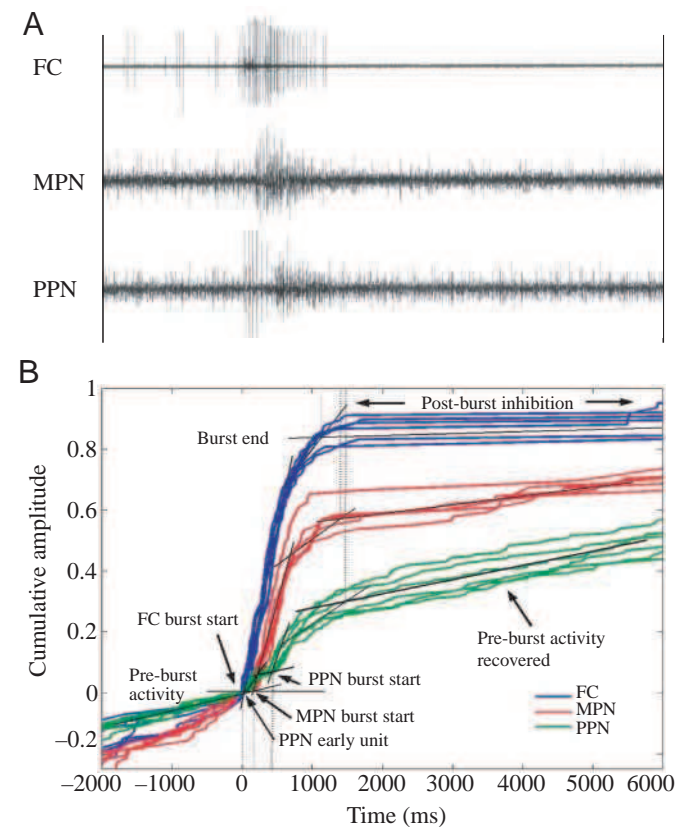 A
FC
MPN
PPN
B
1
0.8
0.6
0.4
0.2
0
−0.2
Cumulative amplitude
Post-burst inhibition
Burst end
FC burst start
Pre-burst
activity
Pre-burst activity
recovered
PPN burst start
MPN burst start
PPN early unit
FC
MPN
PPN
−2000 −1000 0 1000 2000 3000 4000 5000 6000
Time (ms)